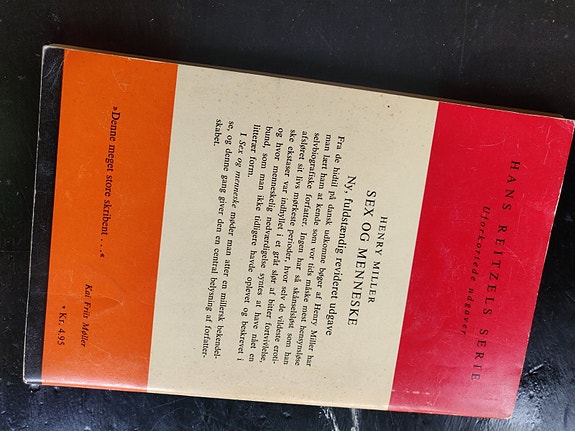 HANS REITZELS SERIE
Uforkortede udgaver
HENRY MILLER
SEX OG MENNESKE
Ny, fuldstændig revideret udgave
Fra de hidtil på dansk udkomne bøger af Henry Miller har
man lært ham at kende som vor tids måske mest hensynsløse
selvbiografiske forfatter. Ingen har så skånselsløst som han
afsløret sit livs mørkeste perioder, hvor selv de vildeste eroti-
ske ekstaser var indhyllet i et gråt slør af bitter fortvivlelse,
og hvor menneskelig nedværdigelse syntes at have nået en
bund, som man ikke tidligere havde oplevet og beskrevet i
litterær form.
I Sex og menneske møder man atter en millersk bekendel-
se, og denne gang giver den en central belysning af forfatter-
skabet.
»Denne meget store skribent . . .«
Kai Friis Møller
* Kr. 4,95